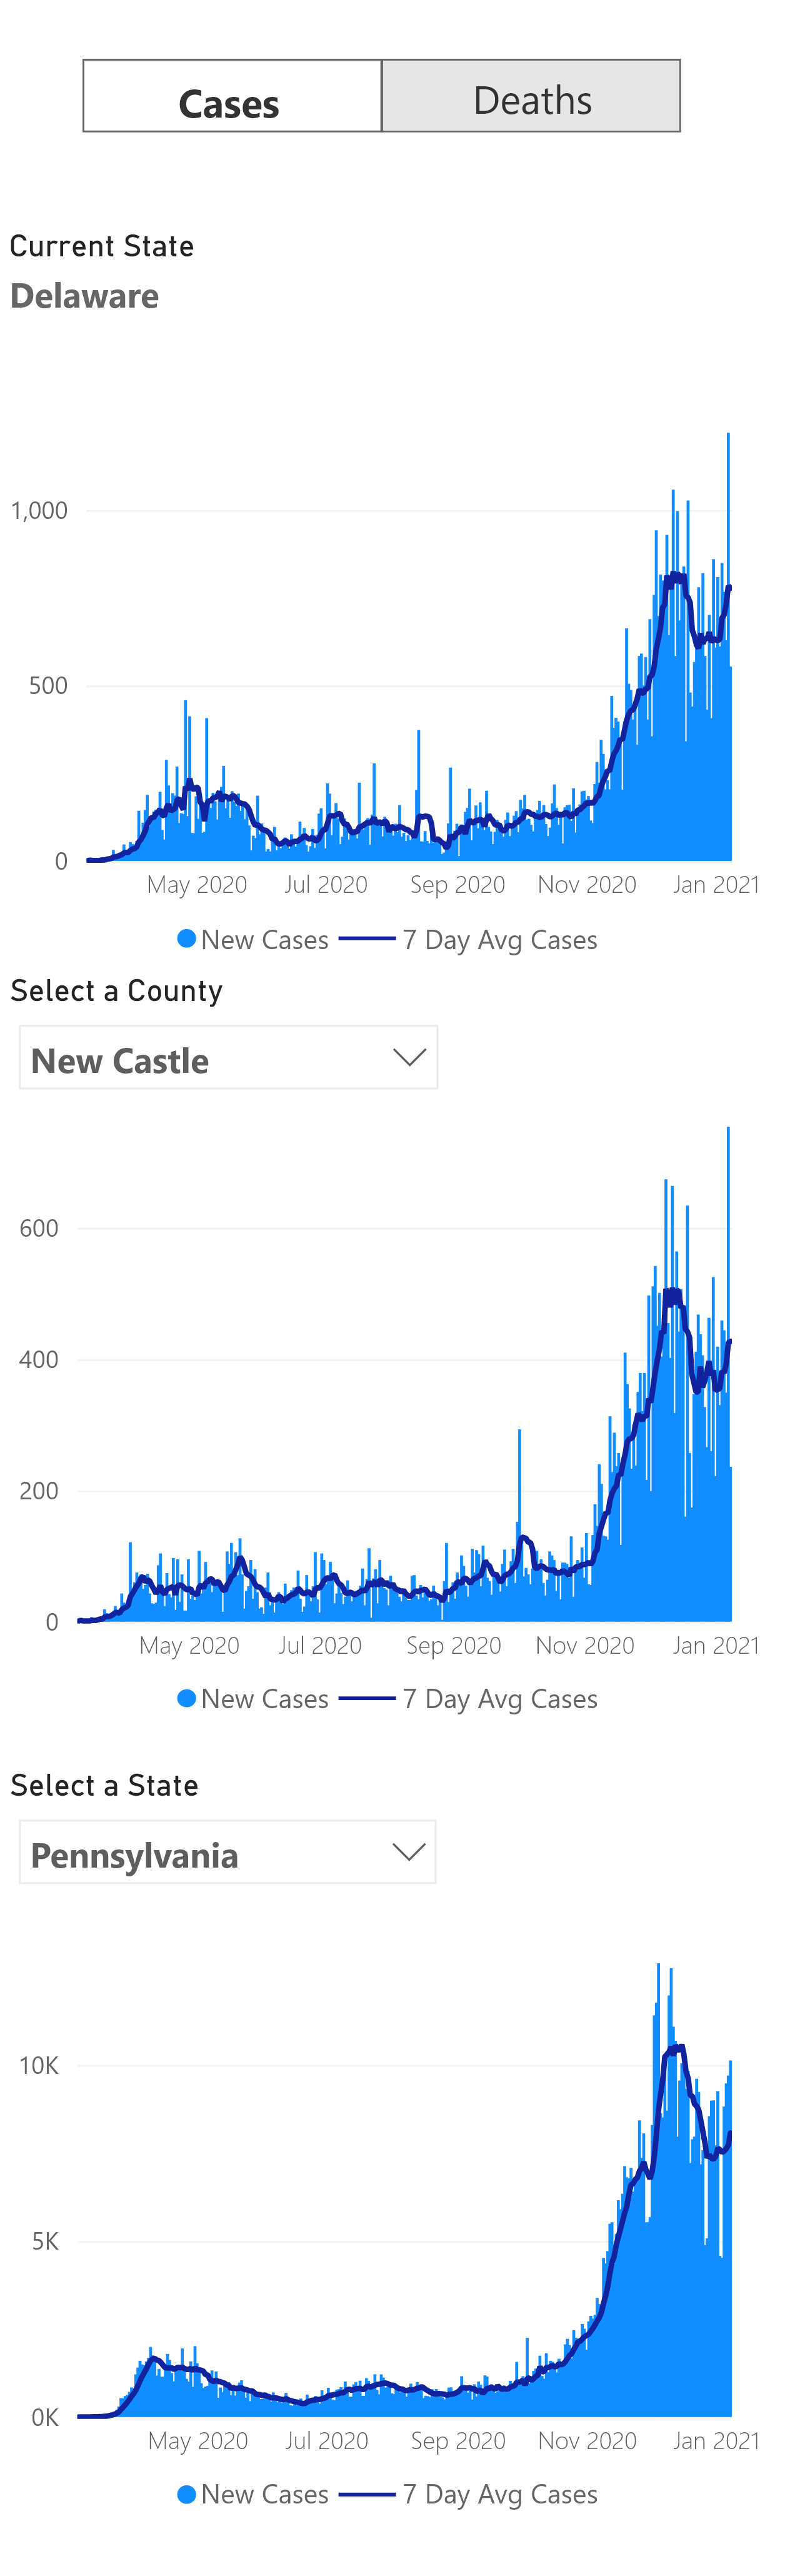 Cases Deaths
Current State
Delaware
1,000
500
0
May 2020 Jul 2020 Sep 2020 Nov 2020 Jan 2021
New Cases 7 Day Avg Cases
Select a County
New Castle
600
400
200
0
May 2020 Jul 2020 Sep 2020 Nov 2020 Jan 2021
New Cases 7 Day Avg Cases
Select a State
Pennsylvania
10K
5K
0K
May 2020 Jul 2020 Sep 2020 Nov 2020 Jan 2021
New Cases 7 Day Avg Cases